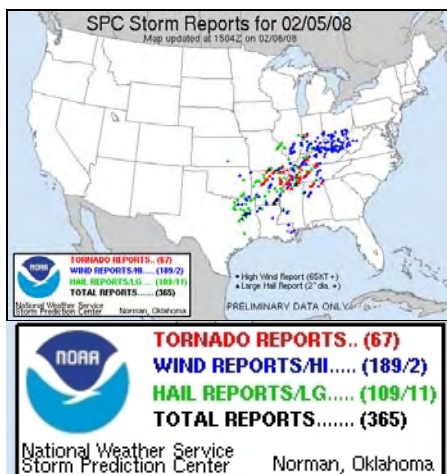 SPC Storm Reports for 02/05/08
Map updated at 1504Z on 02/06/08
NOAA
TORNADO REPORTS.. (67)
WIND REPORTS/HI..... (189/2)
HAIL REPORTS/LG.... (109/11)
TOTAL REPORTS....... (365)
National Weather Service
Storm Prediction Center Norman, Oklahoma
• High Wind Report (65KT +)
▲ Large Hail Report (2" dia. +)
PRELIMINARY DATA ONLY
NOAA
TORNADO REPORTS.. (67)
WIND REPORTS/HI..... (189/2)
HAIL REPORTS/LG.... (109/11)
TOTAL REPORTS....... (365)
National Weather Service
Storm Prediction Center Norman, Oklahoma